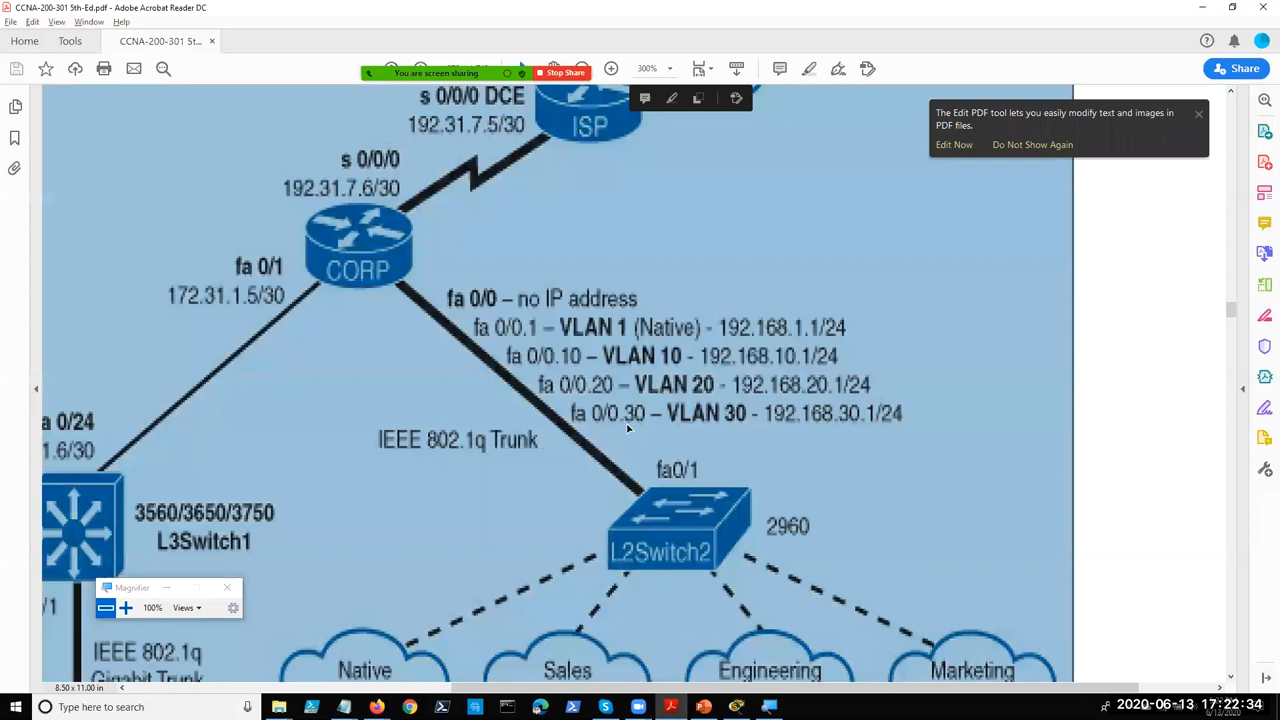 CCNA-200-301 5th-Ed.pdf - Adobe Acrobat Reader DC
File Edit View Window Help
Home Tools CCNA-200-301 5t... ×
300%
Share
You are screen sharing
Stop Share
The Edit PDF tool lets you easily modify text and images in
PDF files.
Edit Now Do Not Show Again
s 0/0/0 DCE
192.31.7.5/30
ISP
s 0/0/0
192.31.7.6/30
CORP
fa 0/1
172.31.1.5/30
fa 0/0 – no IP address
fa 0/0.1 – VLAN 1 (Native) - 192.168.1.1/24
fa 0/0.10 – VLAN 10 - 192.168.10.1/24
fa 0/0.20 – VLAN 20 - 192.168.20.1/24
fa 0/0.30 – VLAN 30 - 192.168.30.1/24
a 0/24
1.6/30
IEEE 802.1q Trunk
fa0/1
3560/3650/3750
L3Switch1
2960
L2Switch2
Magnifier
100% Views
/1
IEEE 802.1q
Gigabit Trunk
Native
Sales
Engineering
Marketing
8.50 x 11.00 in
Type here to search
2020-06-13 17:22:34
6/13/2020